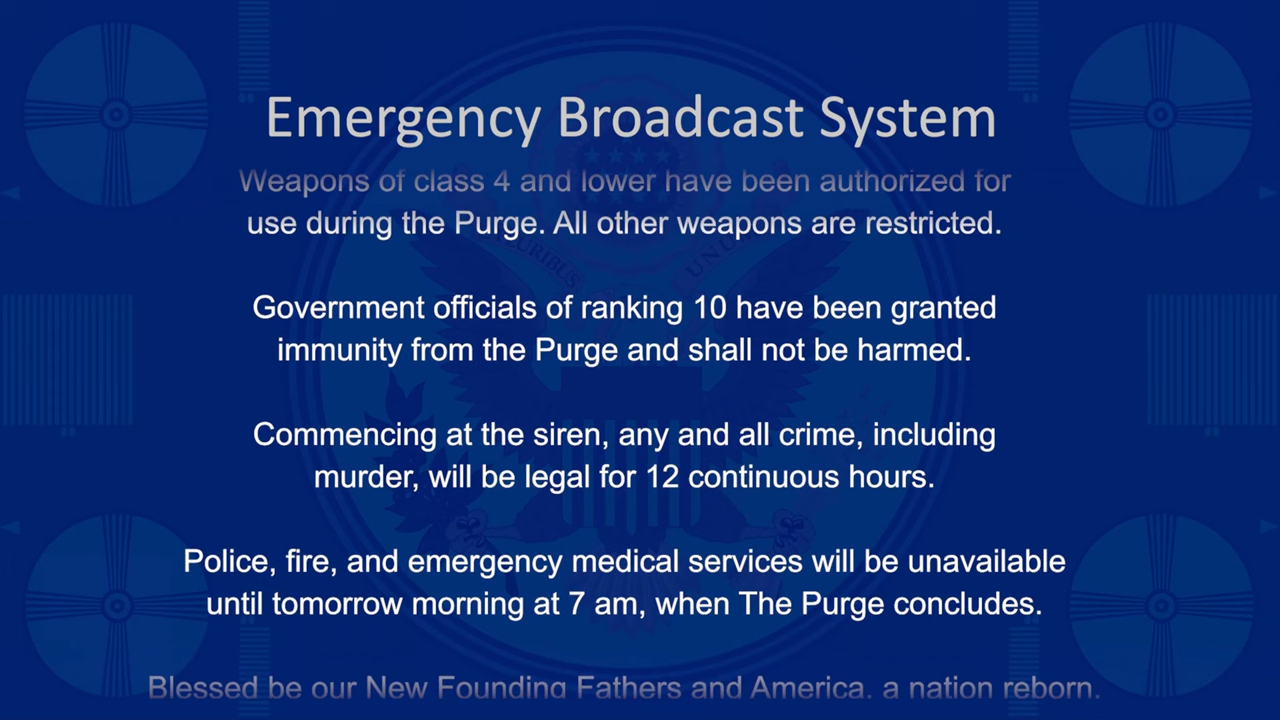 Emergency Broadcast System
Weapons of class 4 and lower have been authorized for
use during the Purge. All other weapons are restricted.
PLURIBUS UNUM
Government officials of ranking 10 have been granted
immunity from the Purge and shall not be harmed.
Commencing at the siren, any and all crime, including
murder, will be legal for 12 continuous hours.
Police, fire, and emergency medical services will be unavailable
until tomorrow morning at 7 am, when The Purge concludes.
Blessed be our New Founding Fathers and America, a nation reborn.